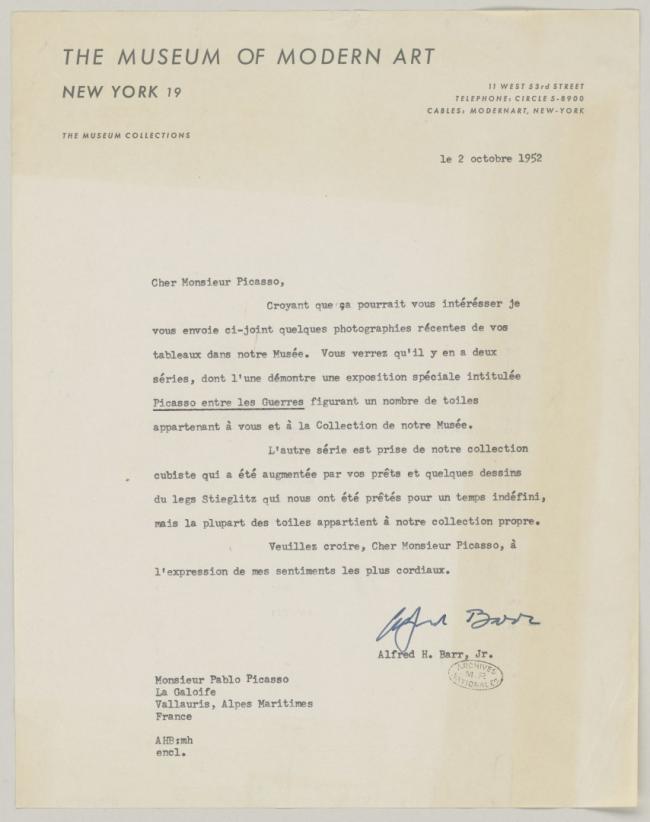 THE MUSEUM OF MODERN ART
NEW YORK 19
11 WEST 53rd STREET
TELEPHONE: CIRCLE 5-8900
CABLES: MODERNART, NEW-YORK
THE MUSEUM COLLECTIONS
le 2 octobre 1952
Cher Monsieur Picasso,
Croyant que ça pourrait vous intérésser je
vous envoie ci-joint quelques photographies récentes de vos
tableaux dans notre Musée. Vous verrez qu'il y en a deux
séries, dont l'une démontre une exposition spéciale intitulée
Picasso entre les Guerres figurant un nombre de toiles
appartenant à vous et à la Collection de notre Musée.
L'autre série est prise de notre collection
cubiste qui a été augmentée par vos prêts et quelques dessins
du legs Stieglitz qui nous ont été prêtés pour un temps indéfini,
mais la plupart des toiles appartient à notre collection propre.
Veuillez croire, Cher Monsieur Picasso, à
l'expression de mes sentiments les plus cordiaux.
Alfred Barr
Alfred H. Barr, Jr.
ARCHIVES
M.P.
NATIONALES
Monsieur Pablo Picasso
La Galoife
Vallauris, Alpes Maritimes
France
AHB:mh
encl.